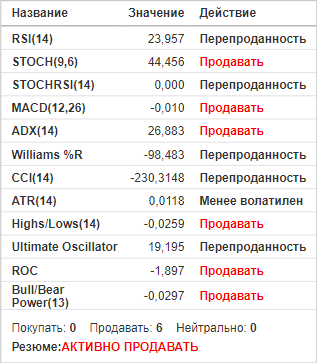 Название Значение Действие
RSI(14) 23,957 Перепроданность
STOCH(9,6) 44,456 Продавать
STOCHRSI(14) 0,000 Перепроданность
MACD(12,26) -0,010 Продавать
ADX(14) 26,883 Продавать
Williams %R -98,483 Перепроданность
CCI(14) -230,3148 Перепроданность
ATR(14) 0,0118 Менее волатилен
Highs/Lows(14) -0,0259 Продавать
Ultimate Oscillator 19,195 Перепроданность
ROC -1,897 Продавать
Bull/Bear
Power(13) -0,0297 Продавать
Покупать: 0 Продавать: 6 Нейтрально: 0
Резюме:АКТИВНО ПРОДАВАТЬ